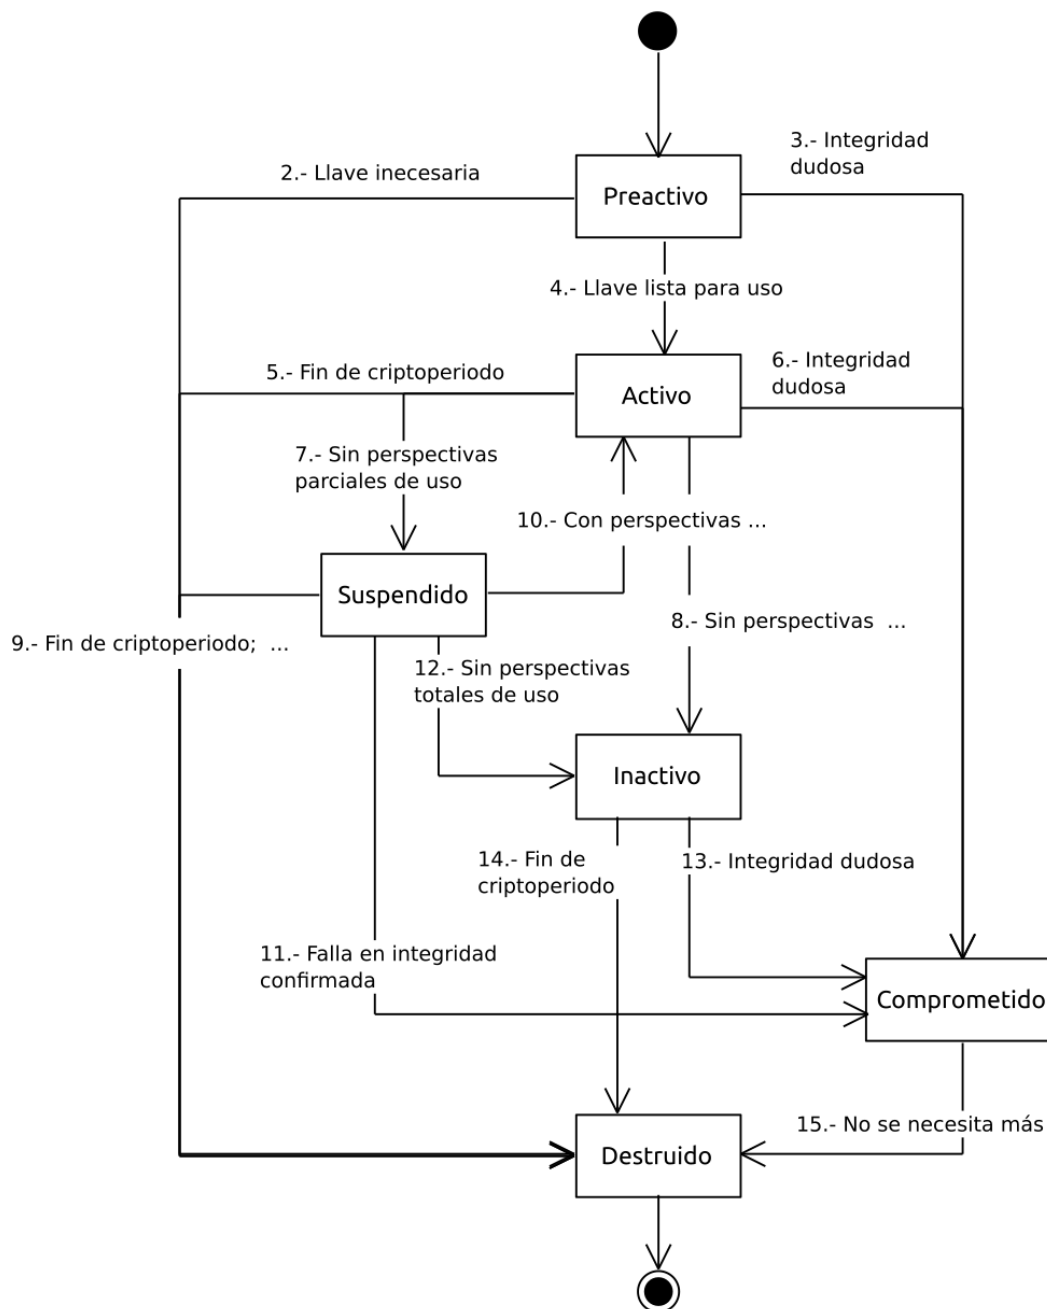 3.- Integridad
dudosa
2.- Llave inecesaria
Preactivo
4.- Llave lista para uso
6.- Integridad
dudosa
5.- Fin de criptoperiodo
Activo
7.- Sin perspectivas
parciales de uso
10.- Con perspectivas ...
Suspendido
8.- Sin perspectivas ...
9.- Fin de criptoperiodo; ...
12.- Sin perspectivas
totales de uso
Inactivo
14.- Fin de
criptoperiodo
13.- Integridad dudosa
11.- Falla en integridad
confirmada
Comprometido
15.- No se necesita más
Destruido